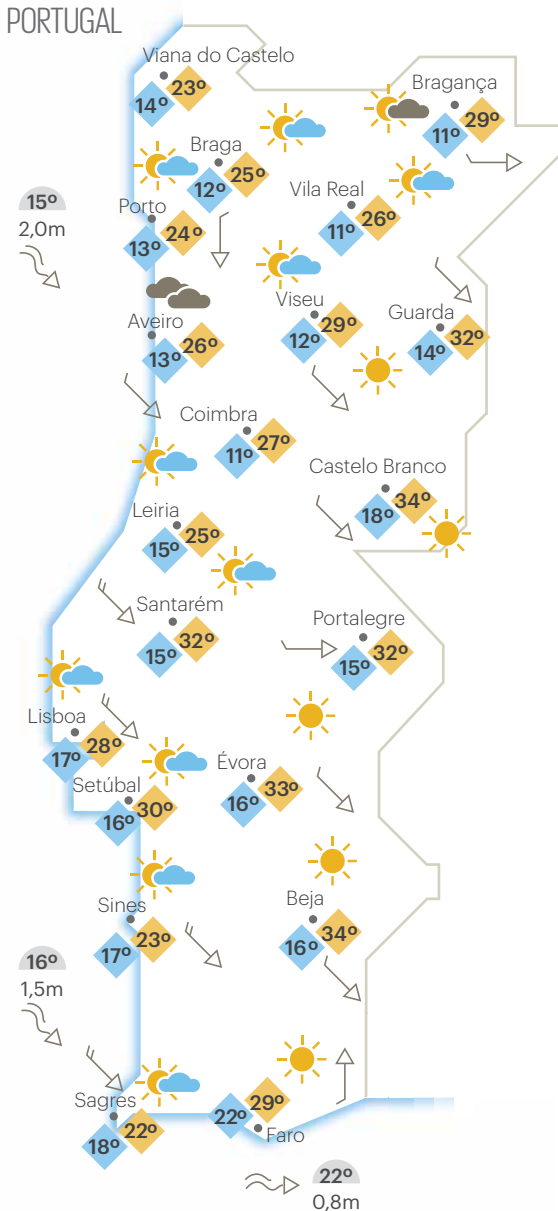 PORTUGAL
Viana do Castelo
14º 23º
Bragança
11º 29º
Braga
12º 25º
Vila Real
11º 26º
15º
2,0m
Porto
13º 24º
Viseu
12º 29º
Guarda
14º 32º
Aveiro
13º 26º
Coimbra
11º 27º
Castelo Branco
18º 34º
Leiria
15º 25º
Santarém
15º 32º
Portalegre
15º 32º
Lisboa
17º 28º
Setúbal
16º 30º
Évora
16º 33º
Sines
17º 23º
Beja
16º 34º
16º
1,5m
Sagres
18º 22º
22º 29º
Faro
22º
0,8m